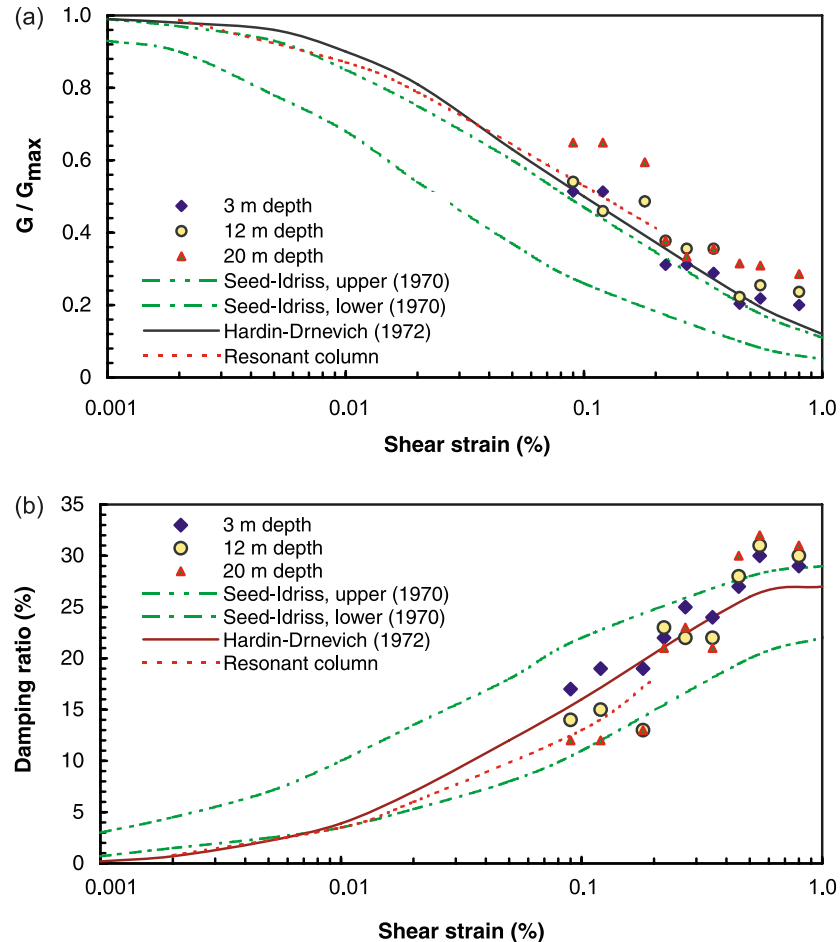 (a)
1.0
0.8
0.6
0.4
0.2
0
G / Gmax
3 m depth
12 m depth
20 m depth
Seed-Idriss, upper (1970)
Seed-Idriss, lower (1970)
Hardin-Drnevich (1972)
Resonant column
0.001 0.01 0.1 1.0
Shear strain (%)
(b)
35
30
25
20
15
10
5
0
Damping ratio (%)
3 m depth
12 m depth
20 m depth
Seed-Idriss, upper (1970)
Seed-Idriss, lower (1970)
Hardin-Drnevich (1972)
Resonant column
0.001 0.01 0.1 1.0
Shear strain (%)